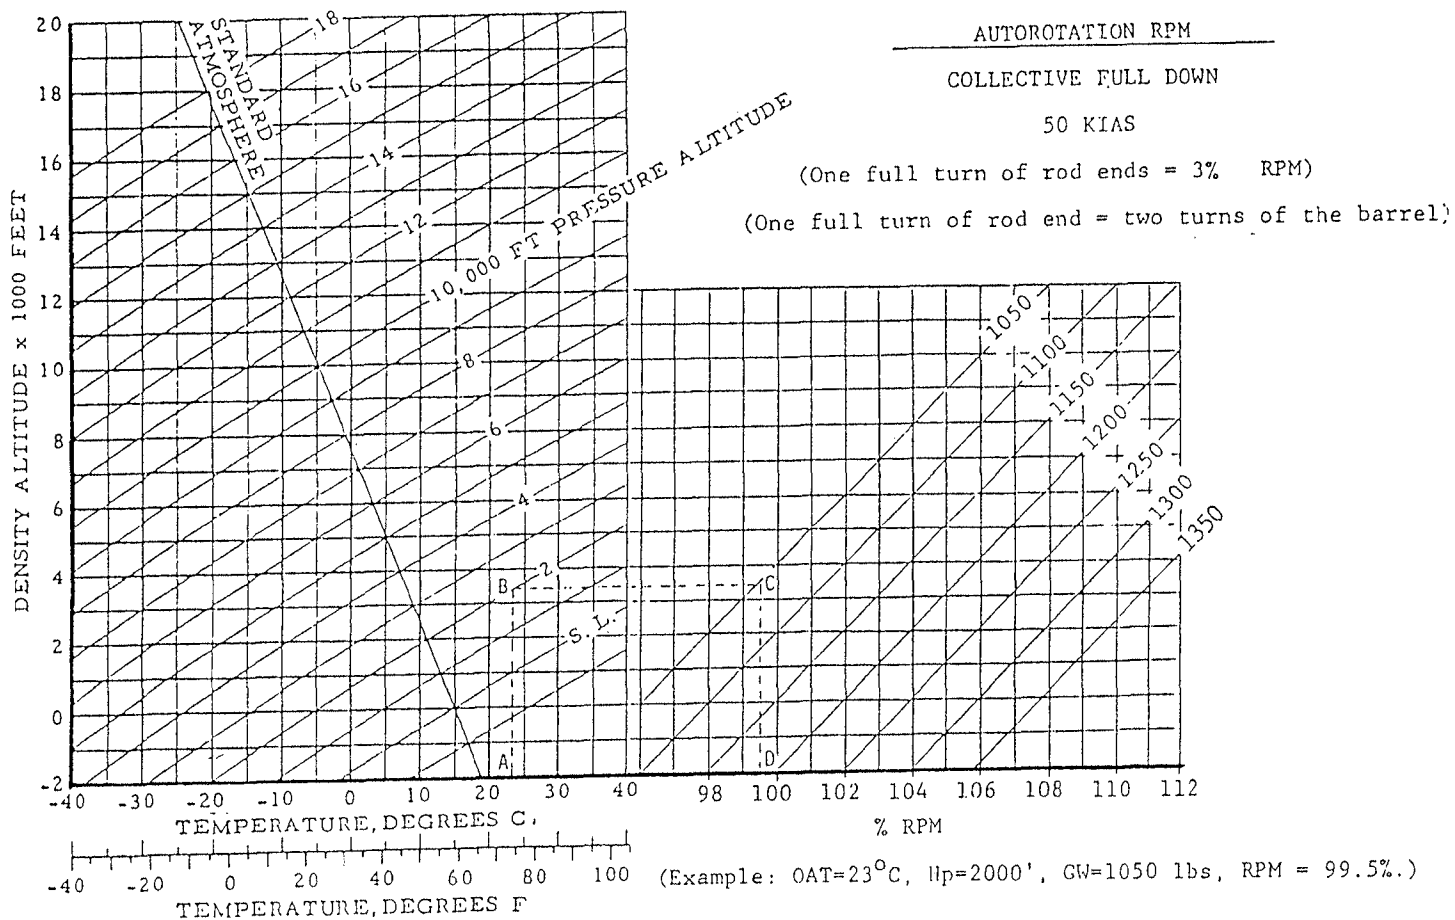 AUTOROTATION RPM
COLLECTIVE FULL DOWN
50 KIAS
(One full turn of rod ends = 3% RPM)
(One full turn of rod end = two turns of the barrel)
DENSITY ALTITUDE x 1000 FEET
20
18
16
14
12
10
8
6
4
2
0
-2
STANDARD
ATMOSPHERE
18
16
14
12
10,000 FT PRESSURE ALTITUDE
8
6
4
2
S.L.
B
C
A
D
1050
1100
1150
1200
1250
1300
1350
-40 -30 -20 -10 0 10 20 30 40
TEMPERATURE, DEGREES C.
98 100 102 104 106 108 110 112
% RPM
-40 -20 0 20 40 60 80 100
TEMPERATURE, DEGREES F
(Example: OAT=23°C, Hp=2000', GW=1050 lbs, RPM = 99.5%.)